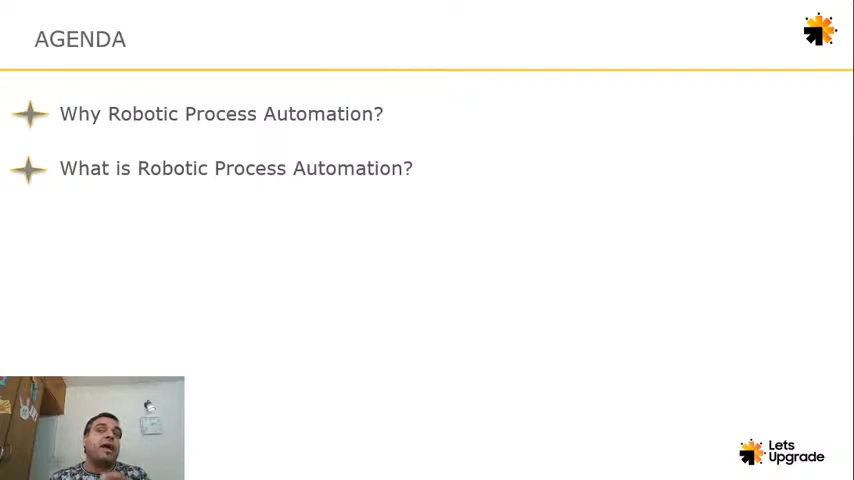 AGENDA
Why Robotic Process Automation?
What is Robotic Process Automation?
Lets
Upgrade